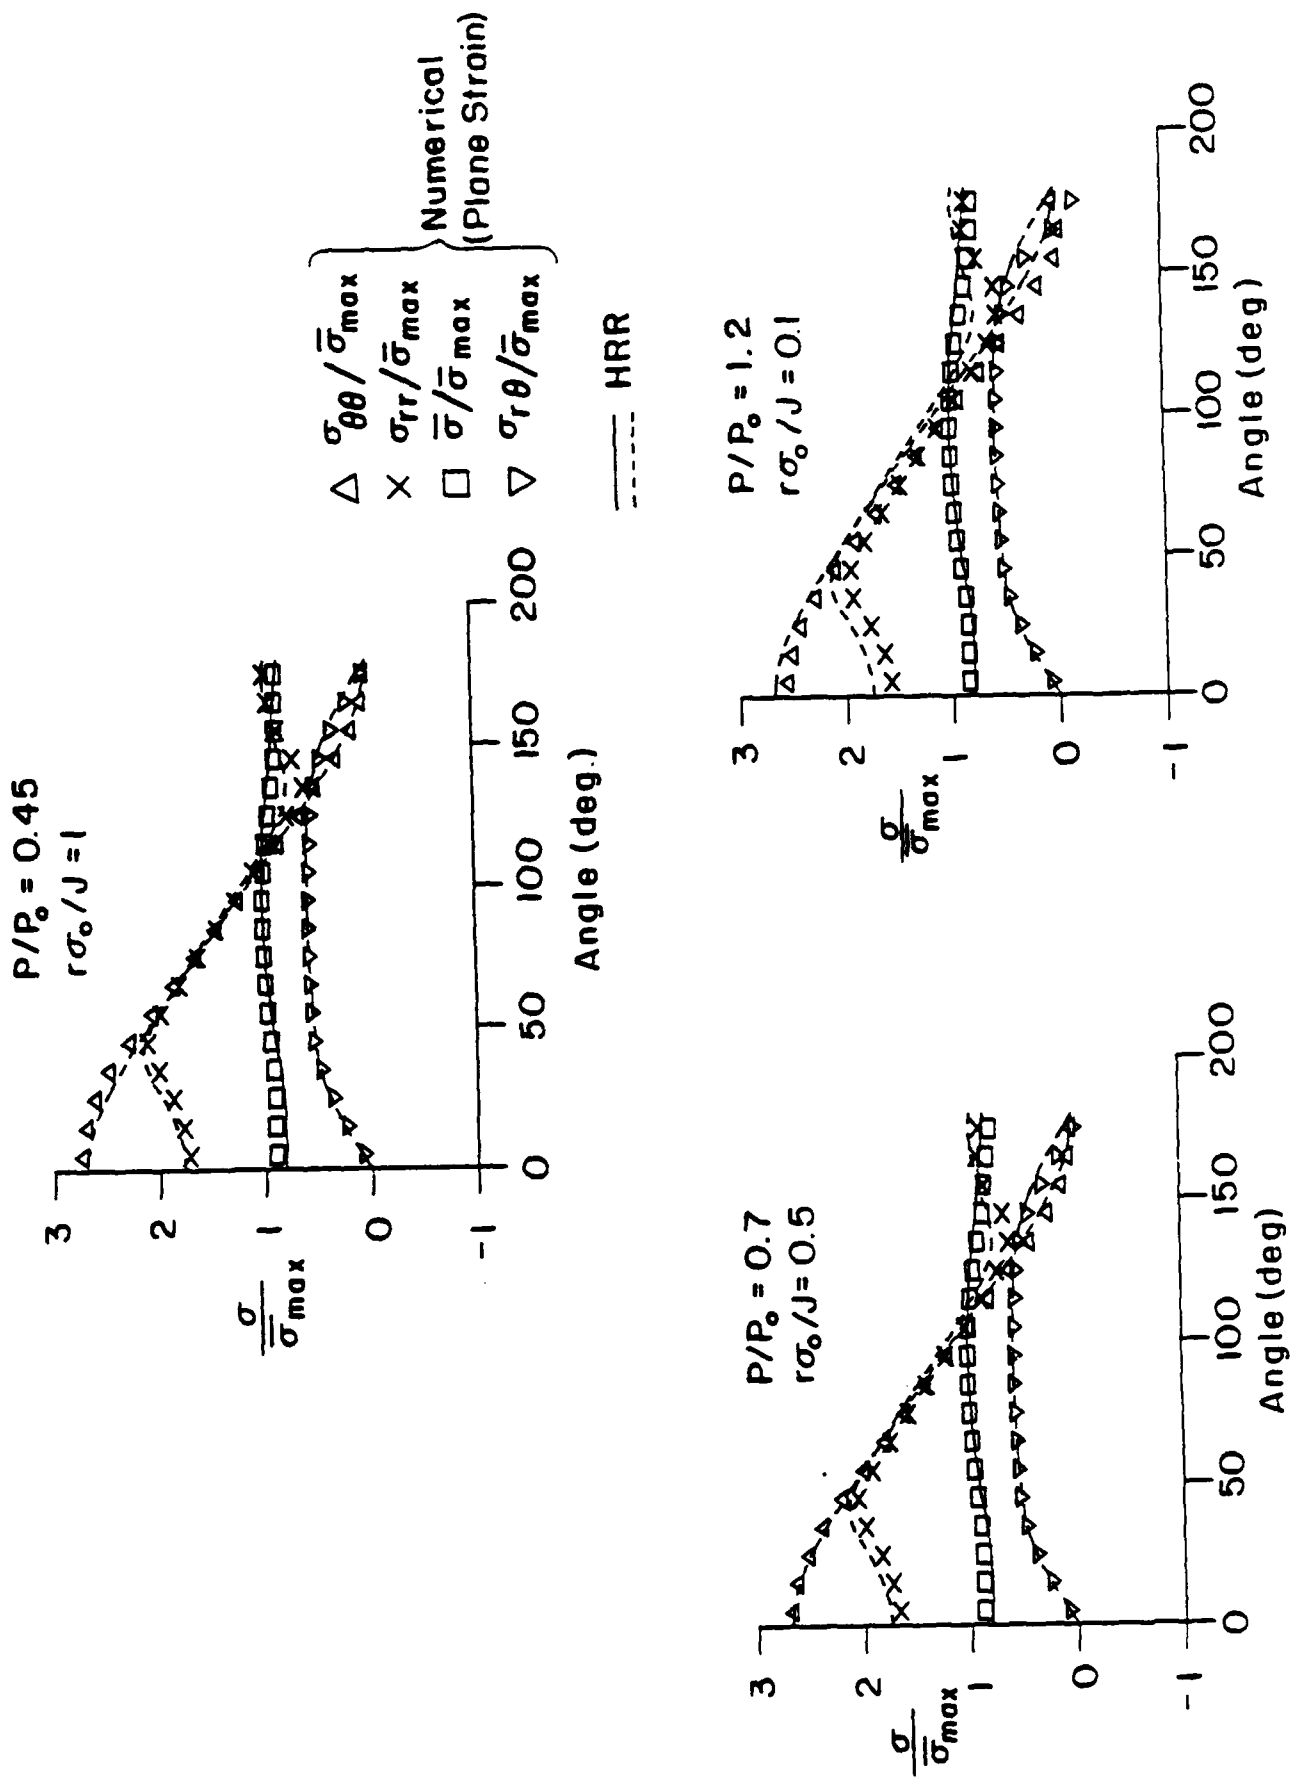 P/P₀ = 0.45
rσ₀/J = 1
3
2
1
0
-1
σ
σ̅max
0
50
100
150
200
Angle (deg.)
△ σθθ/σ̅max
× σrr/σ̅max
□ σ̅/σ̅max
▽ σrθ/σ̅max
Numerical
(Plane Strain)
HRR
P/P₀ = 0.7
rσ₀/J = 0.5
3
2
1
0
-1
σ
σ̅max
0
50
100
150
200
Angle (deg)
P/P₀ = 1.2
rσ₀/J = 0.1
3
2
1
0
-1
σ
σ̅max
0
50
100
150
200
Angle (deg)